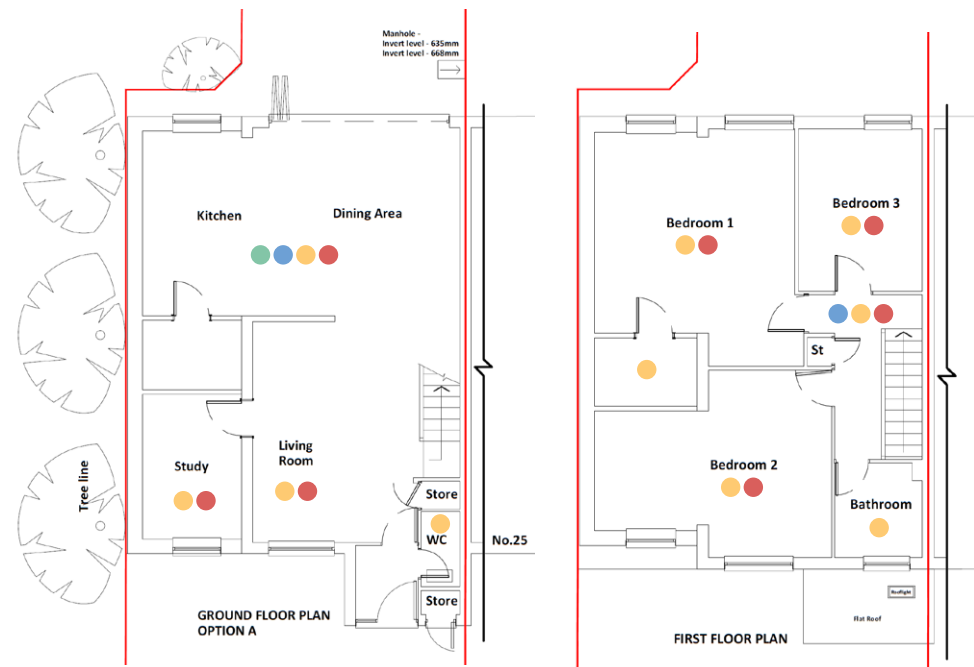 Manhole -
Invert level - 635mm
Invert level - 668mm
Kitchen
Dining Area
Living
Room
Study
Tree line
Store
WC
No.25
Store
GROUND FLOOR PLAN
OPTION A
Bedroom 1
Bedroom 3
St
Bedroom 2
Bathroom
Rooflight
Flat Roof
FIRST FLOOR PLAN